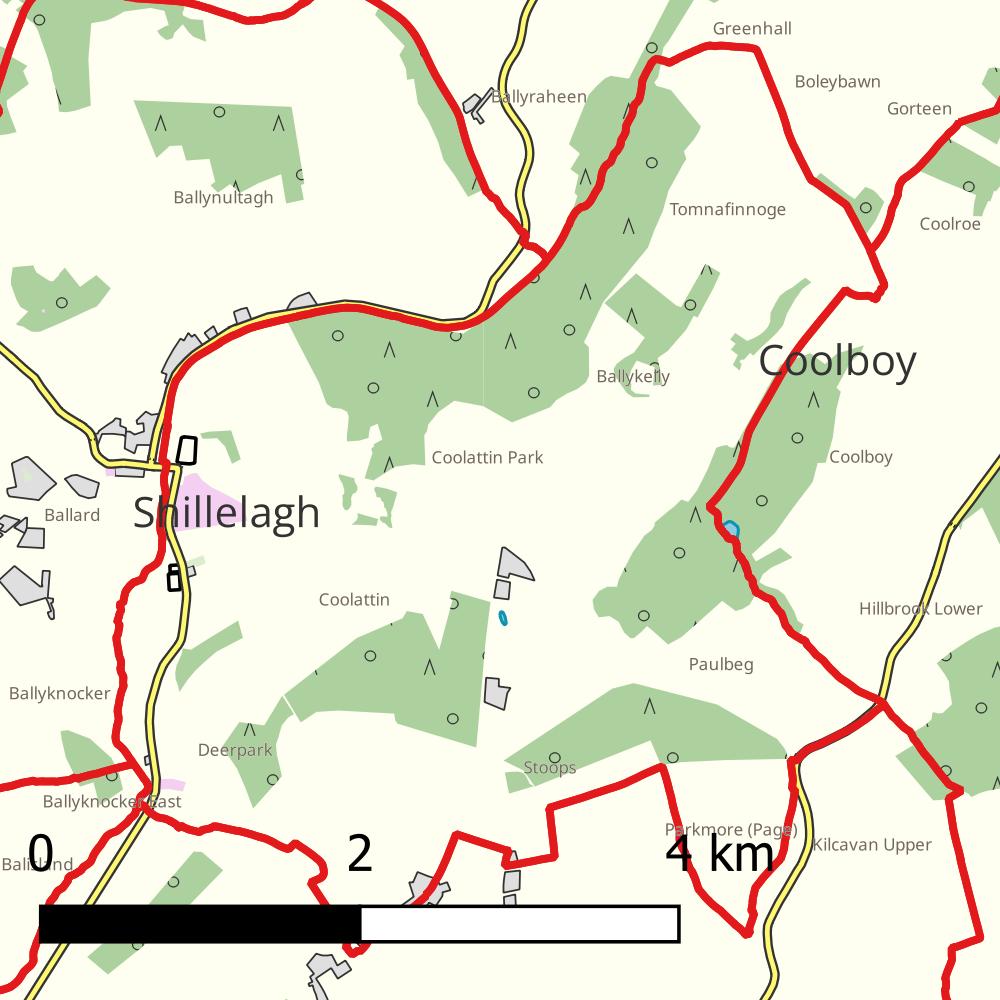 Greenhall
Boleybawn
Ballyraheen
Gorteen
Ballynultagh
Tomnafinnoge
Coolroe
Coolboy
Ballykelly
Coolattin Park
Coolboy
Shillelagh
Ballard
Coolattin
Hillbrook Lower
Paulbeg
Ballyknocker
Deerpark
Stoops
Ballyknocker East
Parkmore (Page)
Kilcavan Upper
0 2 4 km
Balisland